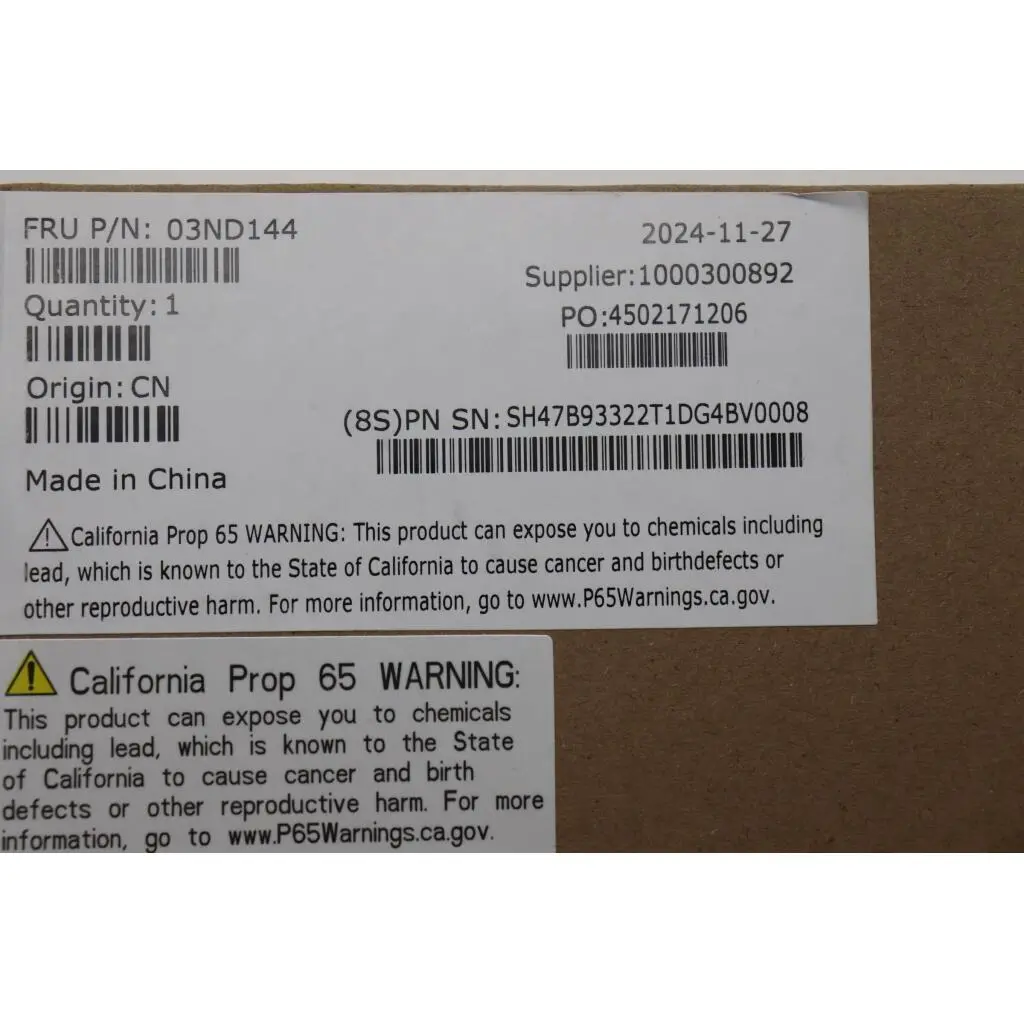 FRU P/N: 03ND144
2024-11-27
Supplier:1000300892
Quantity: 1
PO:4502171206
Origin: CN
(8S)PN SN: SH47B93322T1DG4BV0008
Made in China
California Prop 65 WARNING: This product can expose you to chemicals including
lead, which is known to the State of California to cause cancer and birthdefects or
other reproductive harm. For more information, go to www.P65Warnings.ca.gov.
California Prop 65 WARNING:
This product can expose you to chemicals
including lead, which is known to the State
of California to cause cancer and birth
defects or other reproductive harm. For more
information, go to www.P65Warnings.ca.gov.